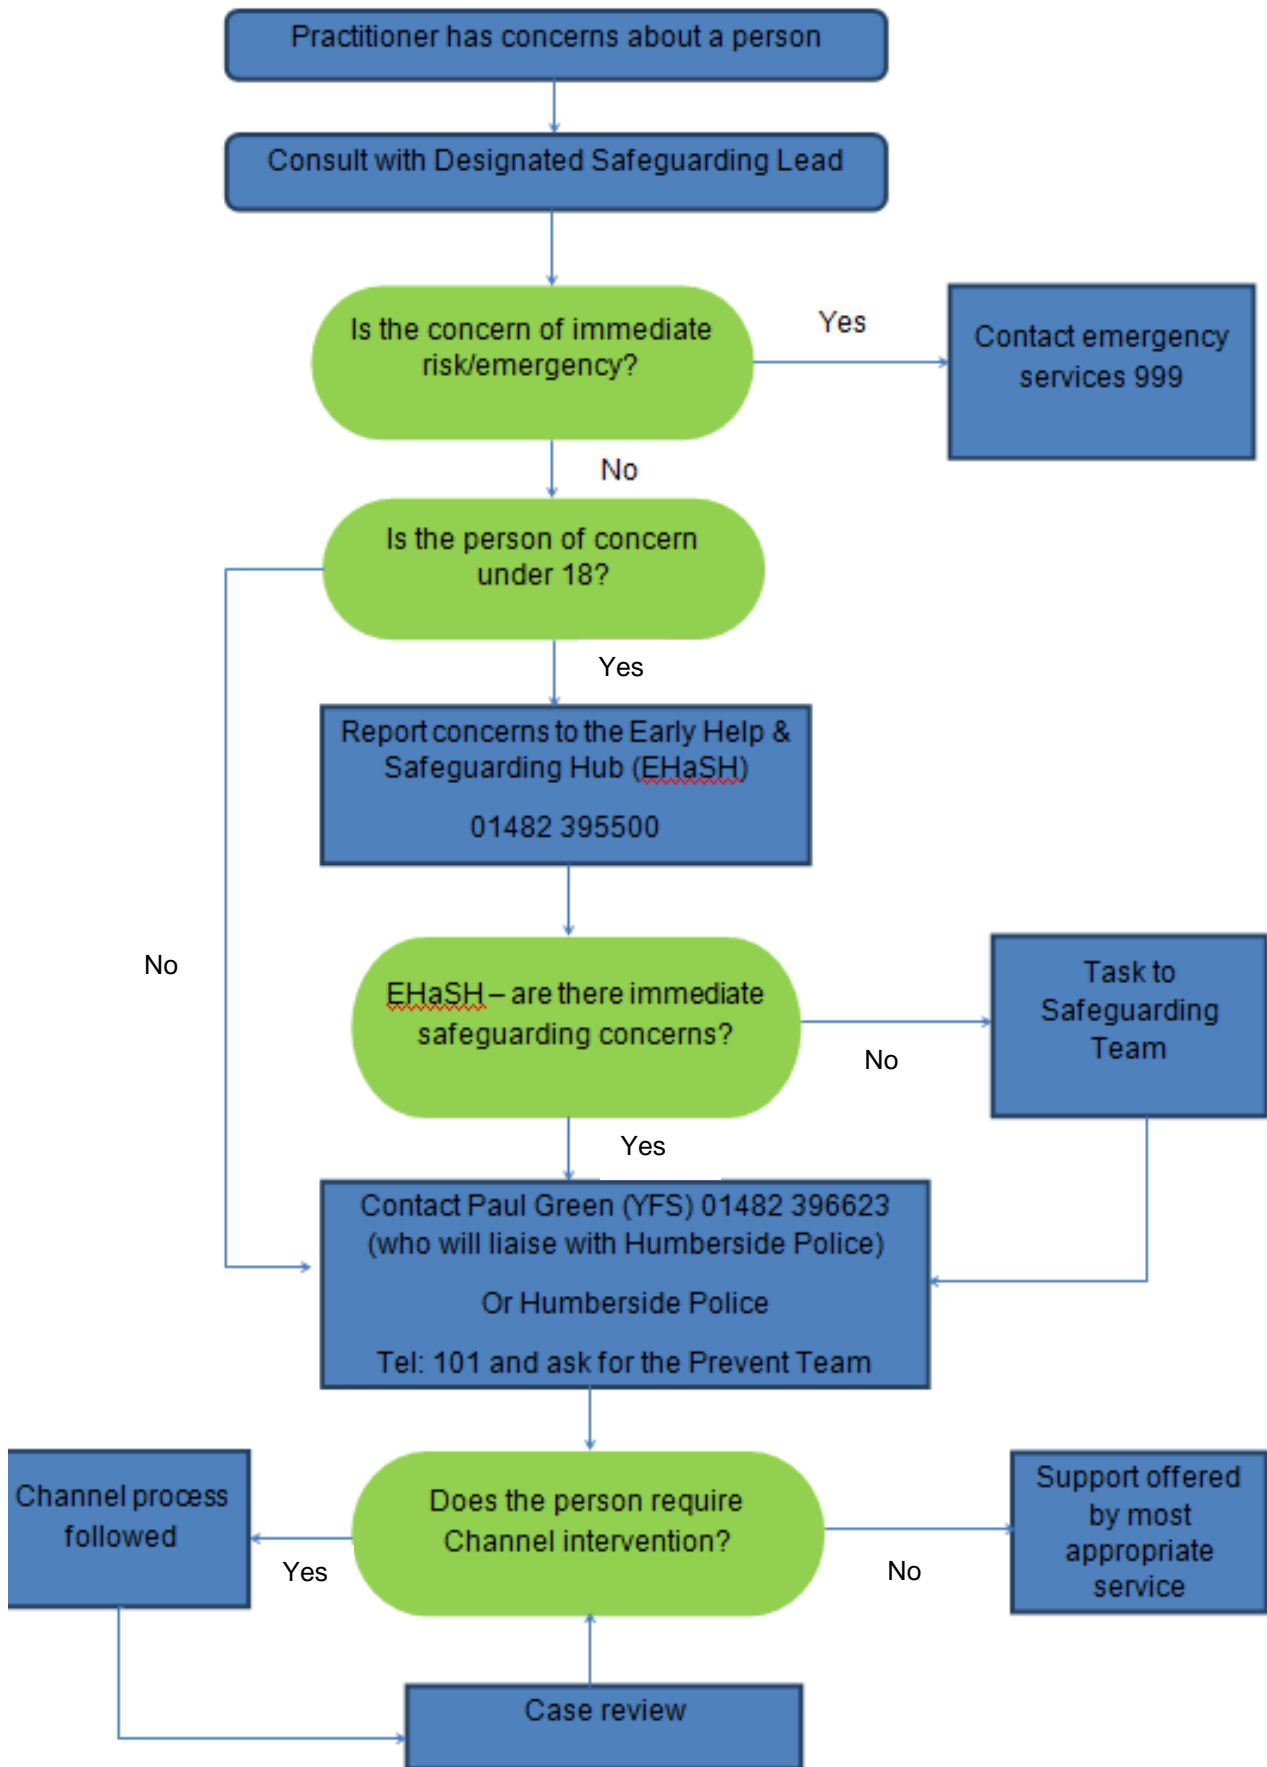 Practitioner has concerns about a person
Consult with Designated Safeguarding Lead
Is the concern of immediate
risk/emergency?
Yes
Contact emergency
services 999
No
Is the person of concern
under 18?
Yes
Report concerns to the Early Help &
Safeguarding Hub (EHaSH)
01482 395500
No
EHaSH – are there immediate
safeguarding concerns?
No
Task to
Safeguarding
Team
Yes
Contact Paul Green (YFS) 01482 396623
(who will liaise with Humberside Police)
Or Humberside Police
Tel: 101 and ask for the Prevent Team
Does the person require
Channel intervention?
Yes
Channel process
followed
No
Support offered
by most
appropriate
service
Case review